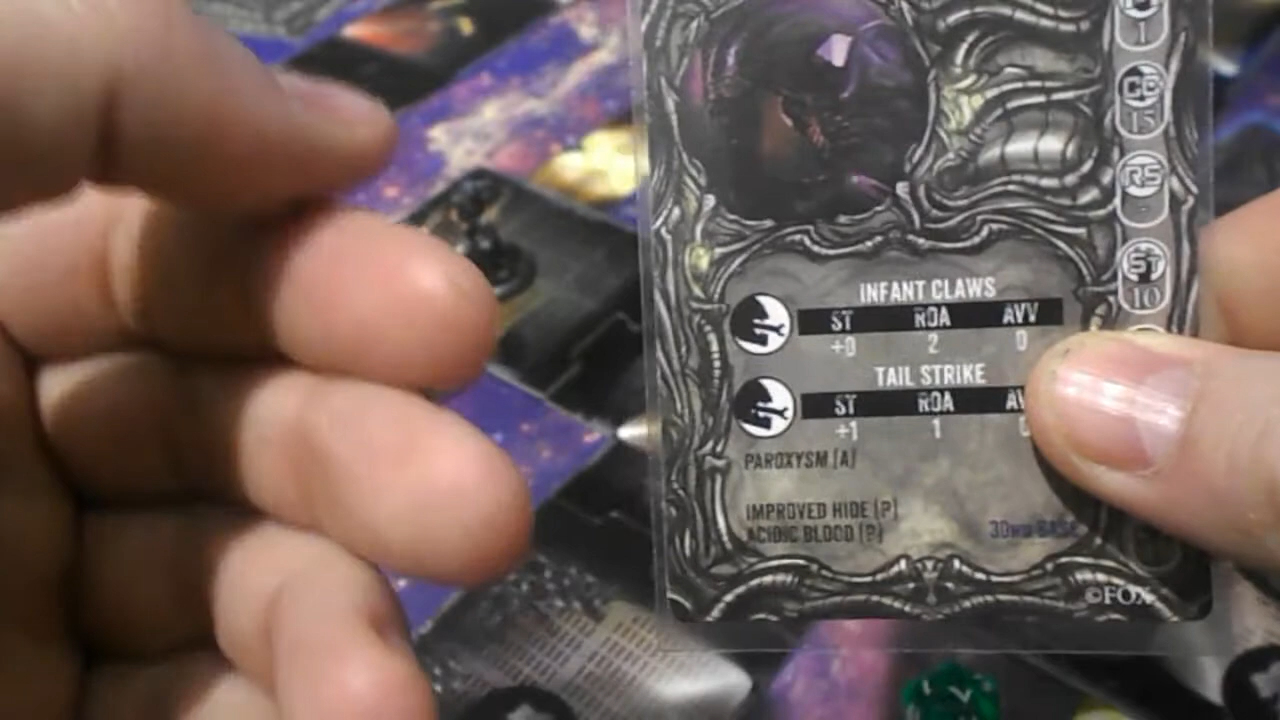 1
CC
15
RS
-
ST
10
INFANT CLAWS
ST ROA AVV
+0 2 0
TAIL STRIKE
ST ROA
+1 1
PAROXYSM (A)
IMPROVED HIDE (P)
ACIDIC BLOOD (P)
30MM BASE
©FOX